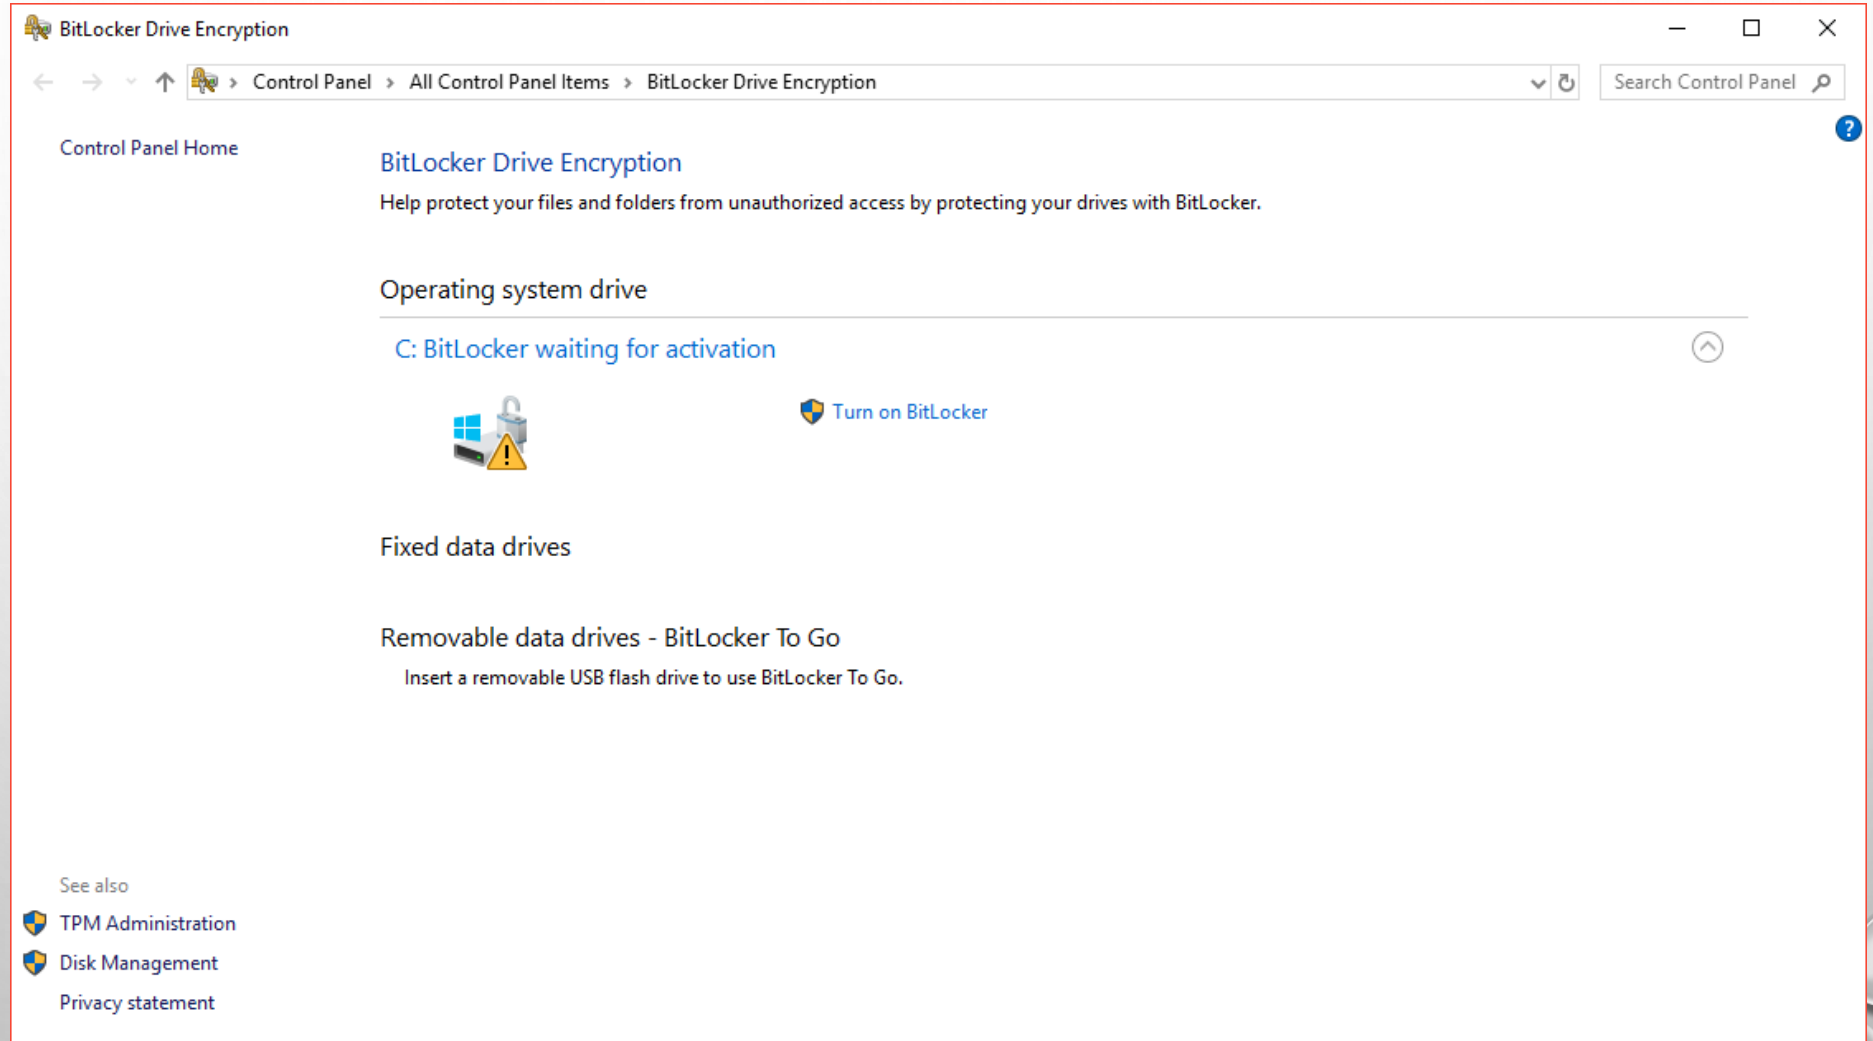 BitLocker Drive Encryption
Control Panel > All Control Panel Items > BitLocker Drive Encryption
Search Control Panel
?
Control Panel Home
BitLocker Drive Encryption
Help protect your files and folders from unauthorized access by protecting your drives with BitLocker.
Operating system drive
C: BitLocker waiting for activation
Turn on BitLocker
Fixed data drives
Removable data drives - BitLocker To Go
Insert a removable USB flash drive to use BitLocker To Go.
See also
TPM Administration
Disk Management
Privacy statement